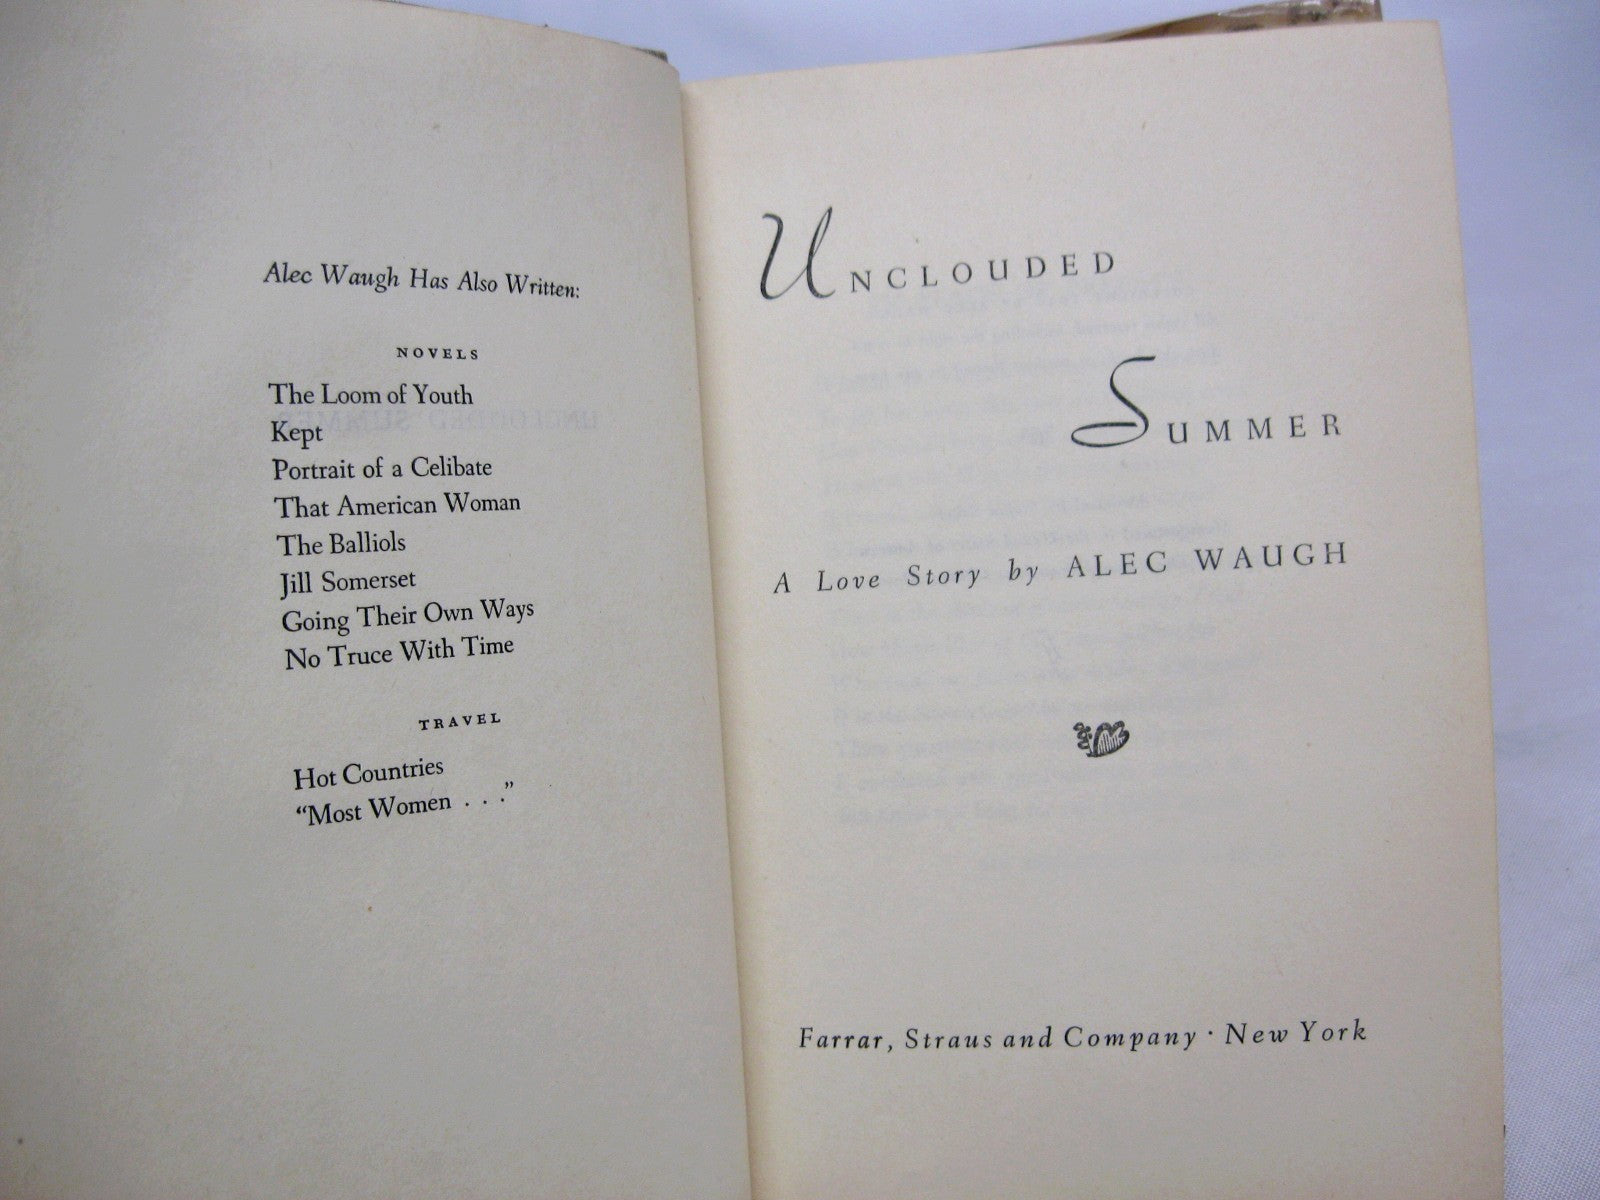 Alec Waugh Has Also Written:
NOVELS
The Loom of Youth
Kept
Portrait of a Celibate
That American Woman
The Balliols
Jill Somerset
Going Their Own Ways
No Truce With Time
TRAVEL
Hot Countries
“Most Women . . .”
UNCLOUDED
SUMMER
A Love Story by ALEC WAUGH
Farrar, Straus and Company · New York